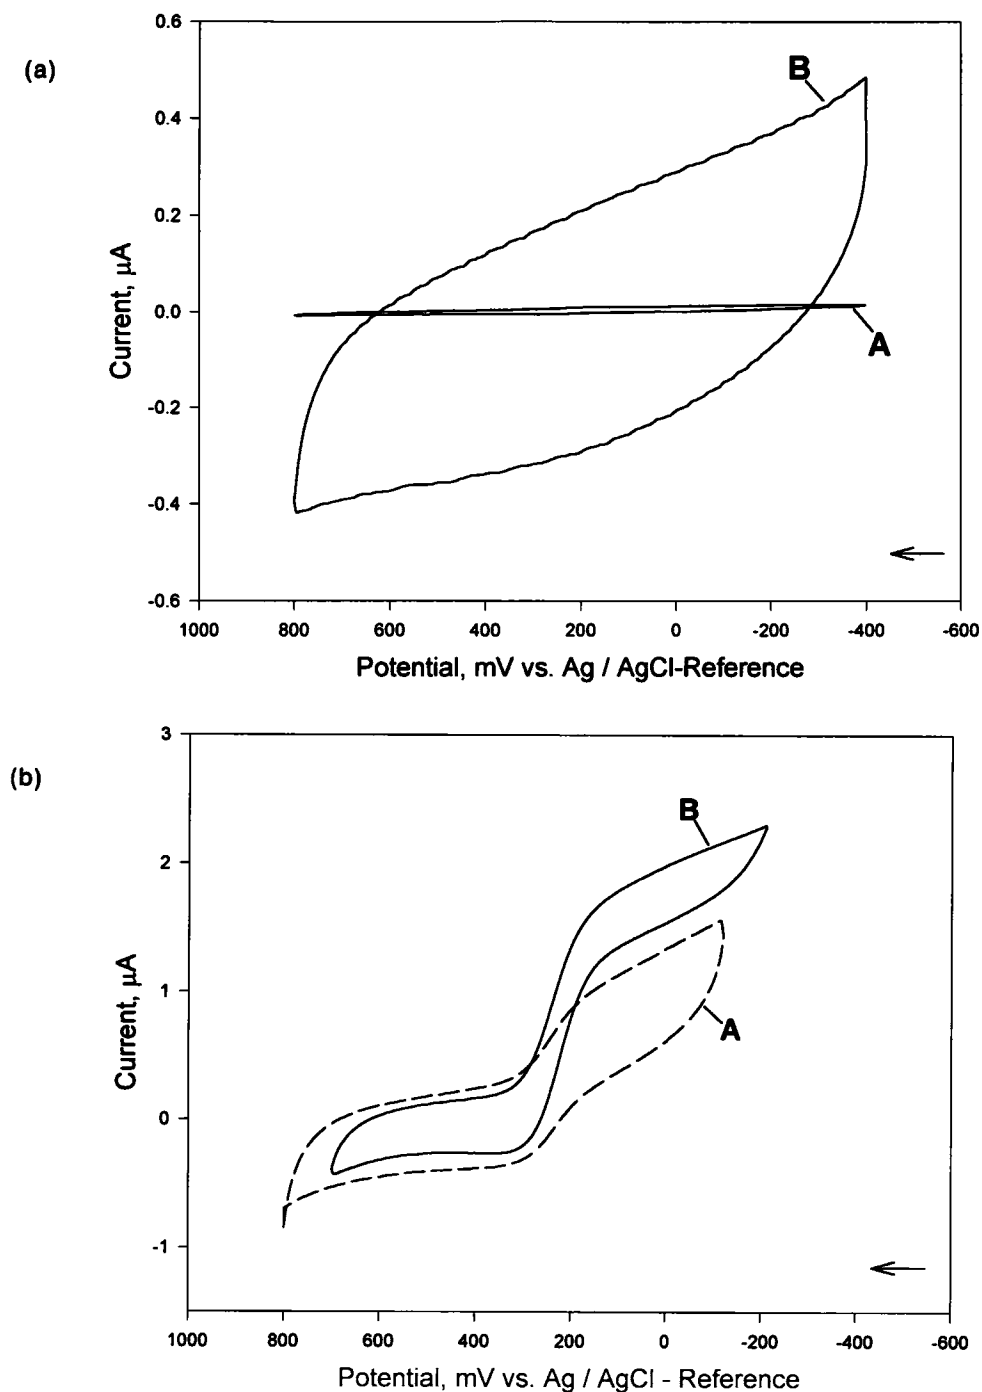 (a)
0.6
B
0.4
0.2
0.0
A
-0.2
-0.4
-0.6
1000 800 600 400 200 0 -200 -400 -600
Potential, mV vs. Ag / AgCl-Reference
Current, μA
(b)
3
B
2
1
A
0
-1
1000 800 600 400 200 0 -200 -400 -600
Potential, mV vs. Ag / AgCl - Reference
Current, μA